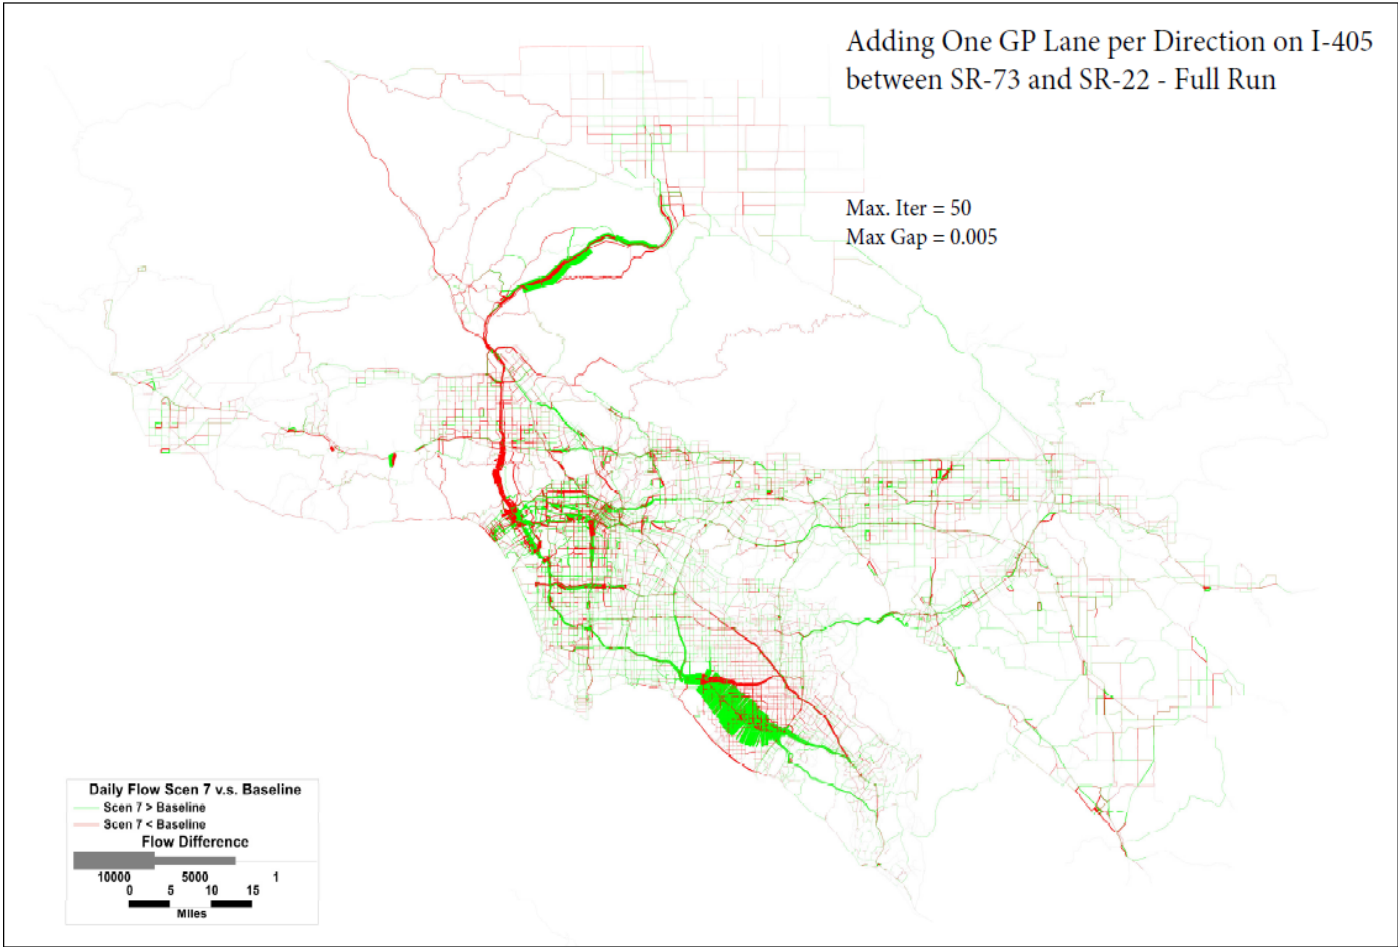 Adding One GP Lane per Direction on I-405
between SR-73 and SR-22 - Full Run
Max. Iter = 50
Max Gap = 0.005
Daily Flow Scen 7 v.s. Baseline
Scen 7 > Baseline
Scen 7 < Baseline
Flow Difference
10000 5000 1
0 5 10 15
Miles